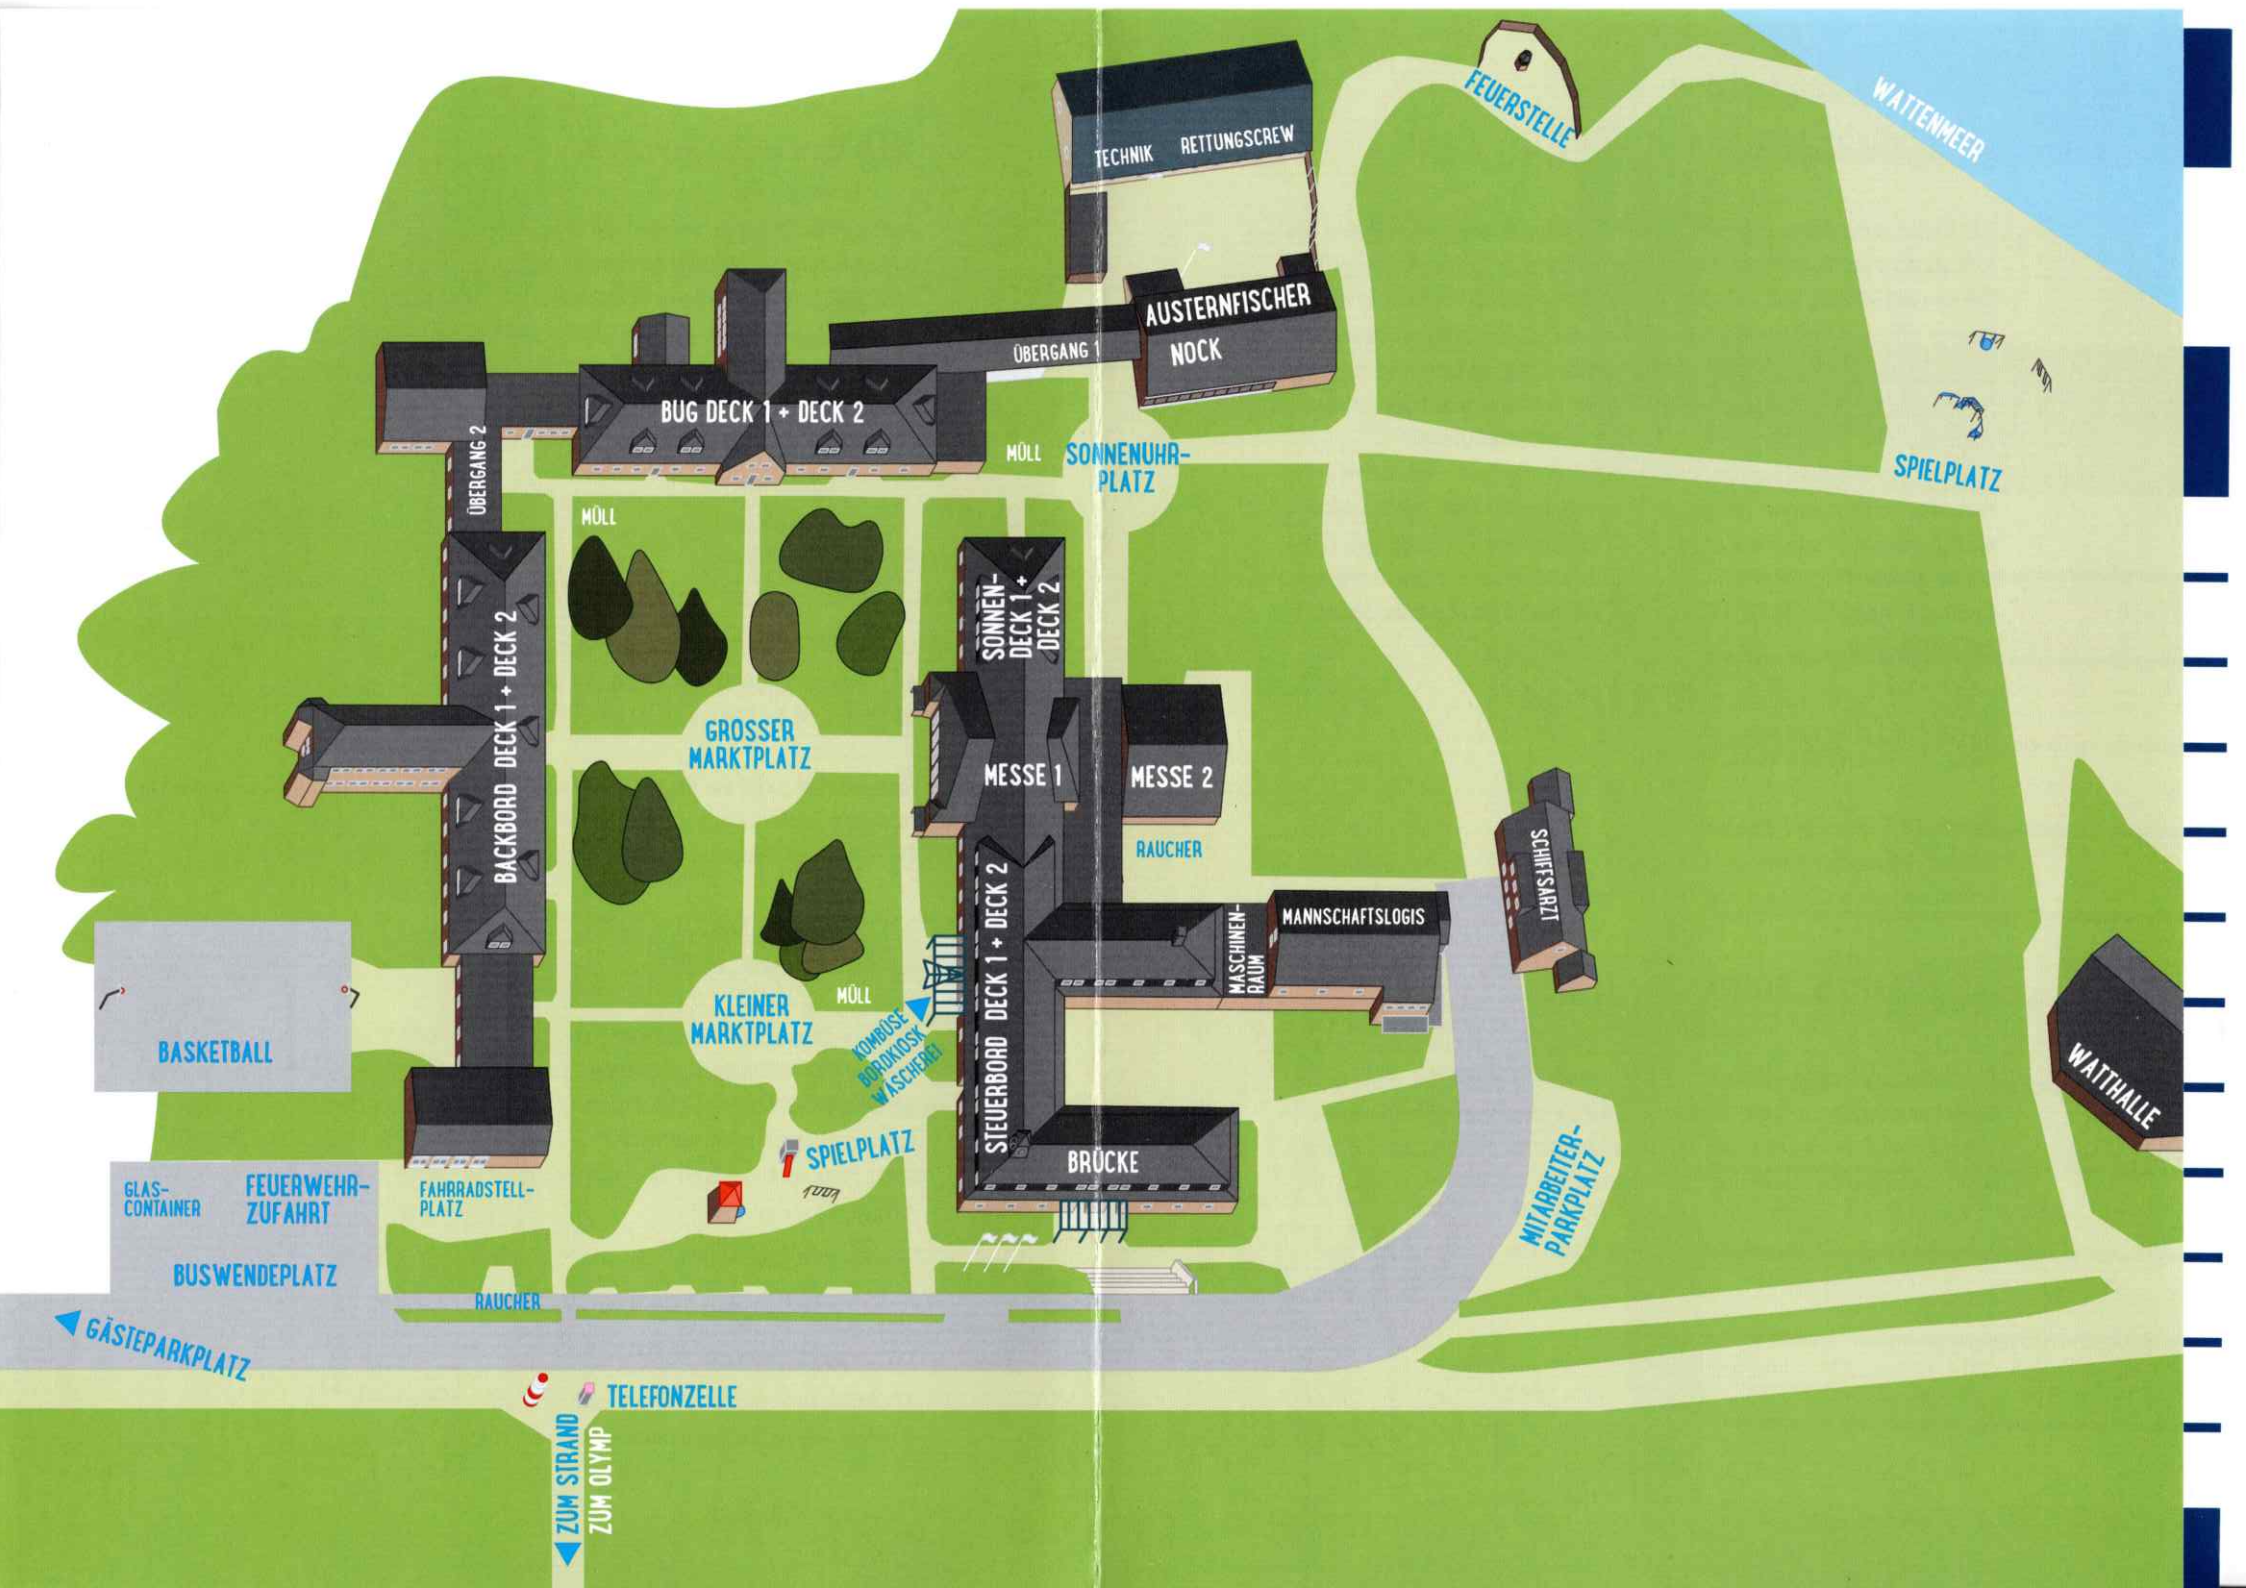 WATTENMEER
FEUERSTELLE
TECHNIK RETTUNGSCREW
AUSTERNFISCHER
NOCK
ÜBERGANG 1
BUG DECK 1 + DECK 2
ÜBERGANG 2
MÜLL
SONNENUHR-
PLATZ
SPIELPLATZ
MÜLL
SONNEN-
DECK 1 +
DECK 2
BACKBORD DECK 1 + DECK 2
GROSSER
MARKTPLATZ
MESSE 1
MESSE 2
RAUCHER
SCHIFFSARZT
STEUERBORD DECK 1 + DECK 2
MASCHINEN-
RAUM
MANNSCHAFTSLOGIS
KLEINER
MARKTPLATZ
MÜLL
KOMBÜSE
BORDKIOSK
WÄSCHEREI
BASKETBALL
WATTHALLE
SPIELPLATZ
BRÜCKE
MITARBEITER-
PARKPLATZ
GLAS-
CONTAINER
FEUERWEHR-
ZUFAHRT
FAHRRADSTELL-
PLATZ
BUSWENDEPLATZ
RAUCHER
GÄSTEPARKPLATZ
TELEFONZELLE
ZUM STRAND
ZUM OLYMP